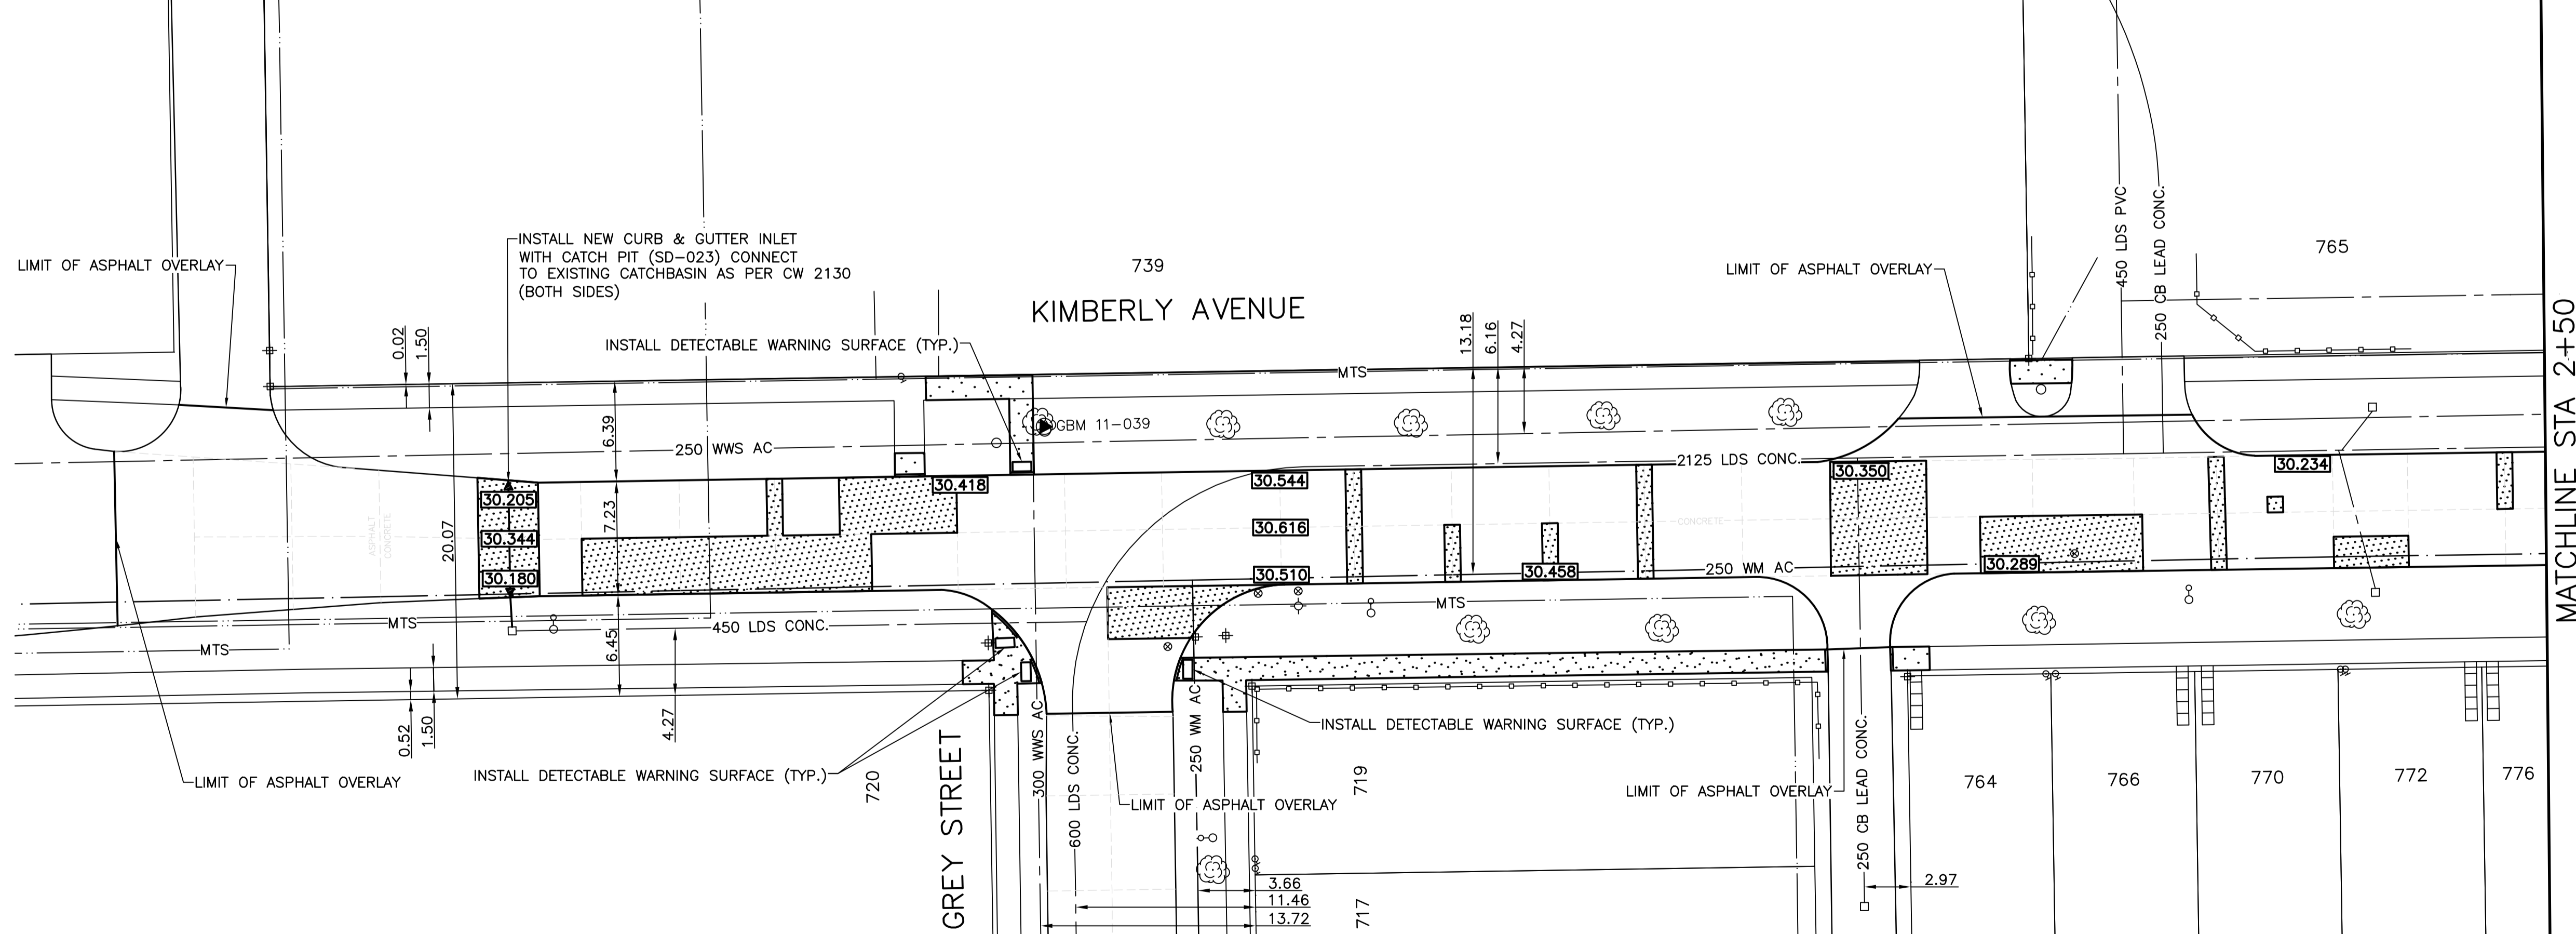 LIMIT OF ASPHALT OVERLAY
INSTALL NEW CURB & GUTTER INLET
WITH CATCH PIT (SD-023) CONNECT
TO EXISTING CATCHBASIN AS PER CW 2130
(BOTH SIDES)
739
KIMBERLY AVENUE
INSTALL DETECTABLE WARNING SURFACE (TYP.)
LIMIT OF ASPHALT OVERLAY
450 LDS PVC
250 CB LEAD CONC.
765
MATCHLINE STA 2+50
0.02
1.50
13.18
6.16
4.27
MTS
6.39
GBM 11-039
250 WWS AC
2125 LDS CONC.
30.205
30.418
30.544
30.350
30.234
7.23
20.07
ASPHALT
CONCRETE
30.344
30.616
CONCRETE
30.180
30.510
30.458
250 WM AC
30.289
MTS
MTS
MTS
450 LDS CONC.
6.45
4.27
0.52
1.50
LIMIT OF ASPHALT OVERLAY
INSTALL DETECTABLE WARNING SURFACE (TYP.)
720
GREY STREET
300 WWS AC
600 LDS CONC.
250 WM AC
LIMIT OF ASPHALT OVERLAY
INSTALL DETECTABLE WARNING SURFACE (TYP.)
719
LIMIT OF ASPHALT OVERLAY
250 CB LEAD CONC.
764
766
770
772
776
3.66
11.46
13.72
717
2.97